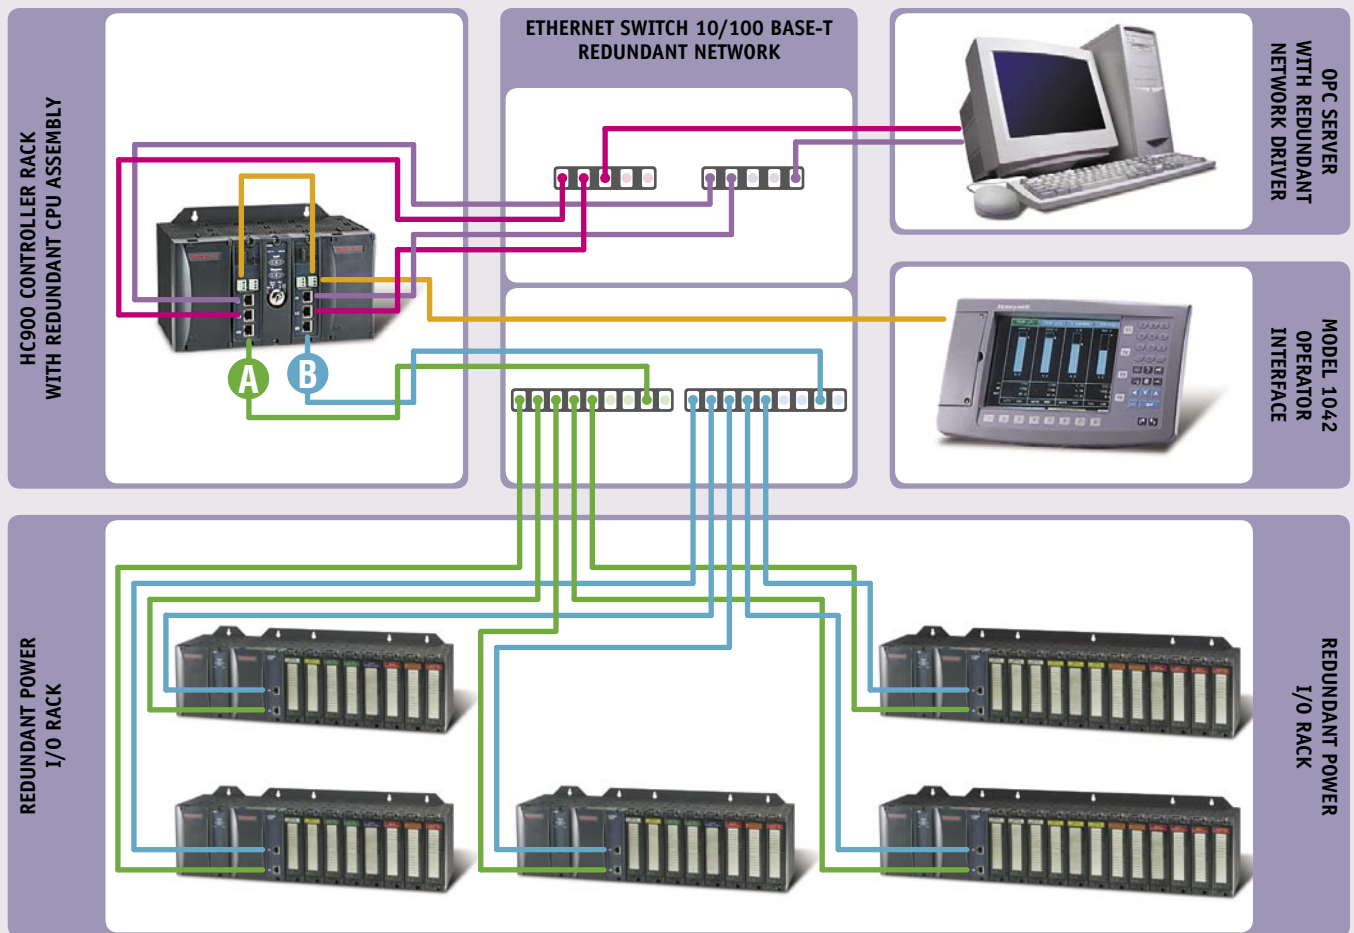 ETHERNET SWITCH 10/100 BASE-T
REDUNDANT NETWORK
HC900 CONTROLLER RACK
WITH REDUNDANT CPU ASSEMBLY
OPC SERVER
WITH REDUNDANT
NETWORK DRIVER
A
B
Honeywell
MODEL 1042
OPERATOR
INTERFACE
REDUNDANT POWER
I/O RACK
REDUNDANT POWER
I/O RACK